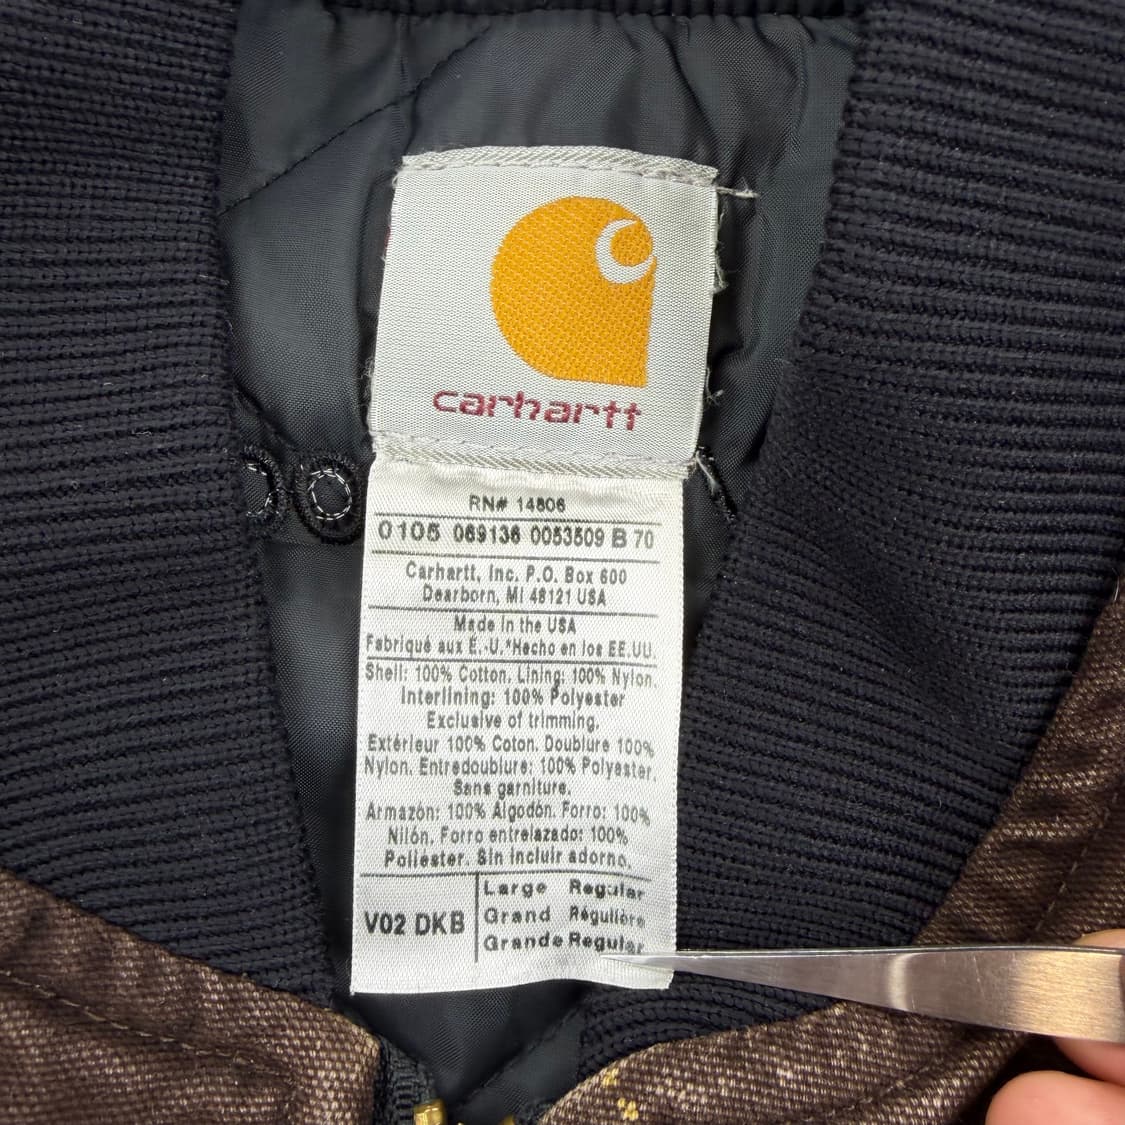 carhartt
RN# 14806
0105 069136 0053509 B 70
Carhartt, Inc. P.O. Box 600
Dearborn, MI 48121 USA
Made in the USA
Fabriqué aux E.-U.*Hecho en los EE.UU.
Shell: 100% Cotton. Lining: 100% Nylon.
Interlining: 100% Polyester
Exclusive of trimming.
Extérieur 100% Coton. Doublure 100%
Nylon. Entredoublure: 100% Polyester.
Sans garniture.
Armazón: 100% Algodón. Forro: 100%
Nilón. Forro entrelazado: 100%
Poliester. Sin incluir adorno.
V02 DKB
Large Regular
Grand Régulière
Grande Regular